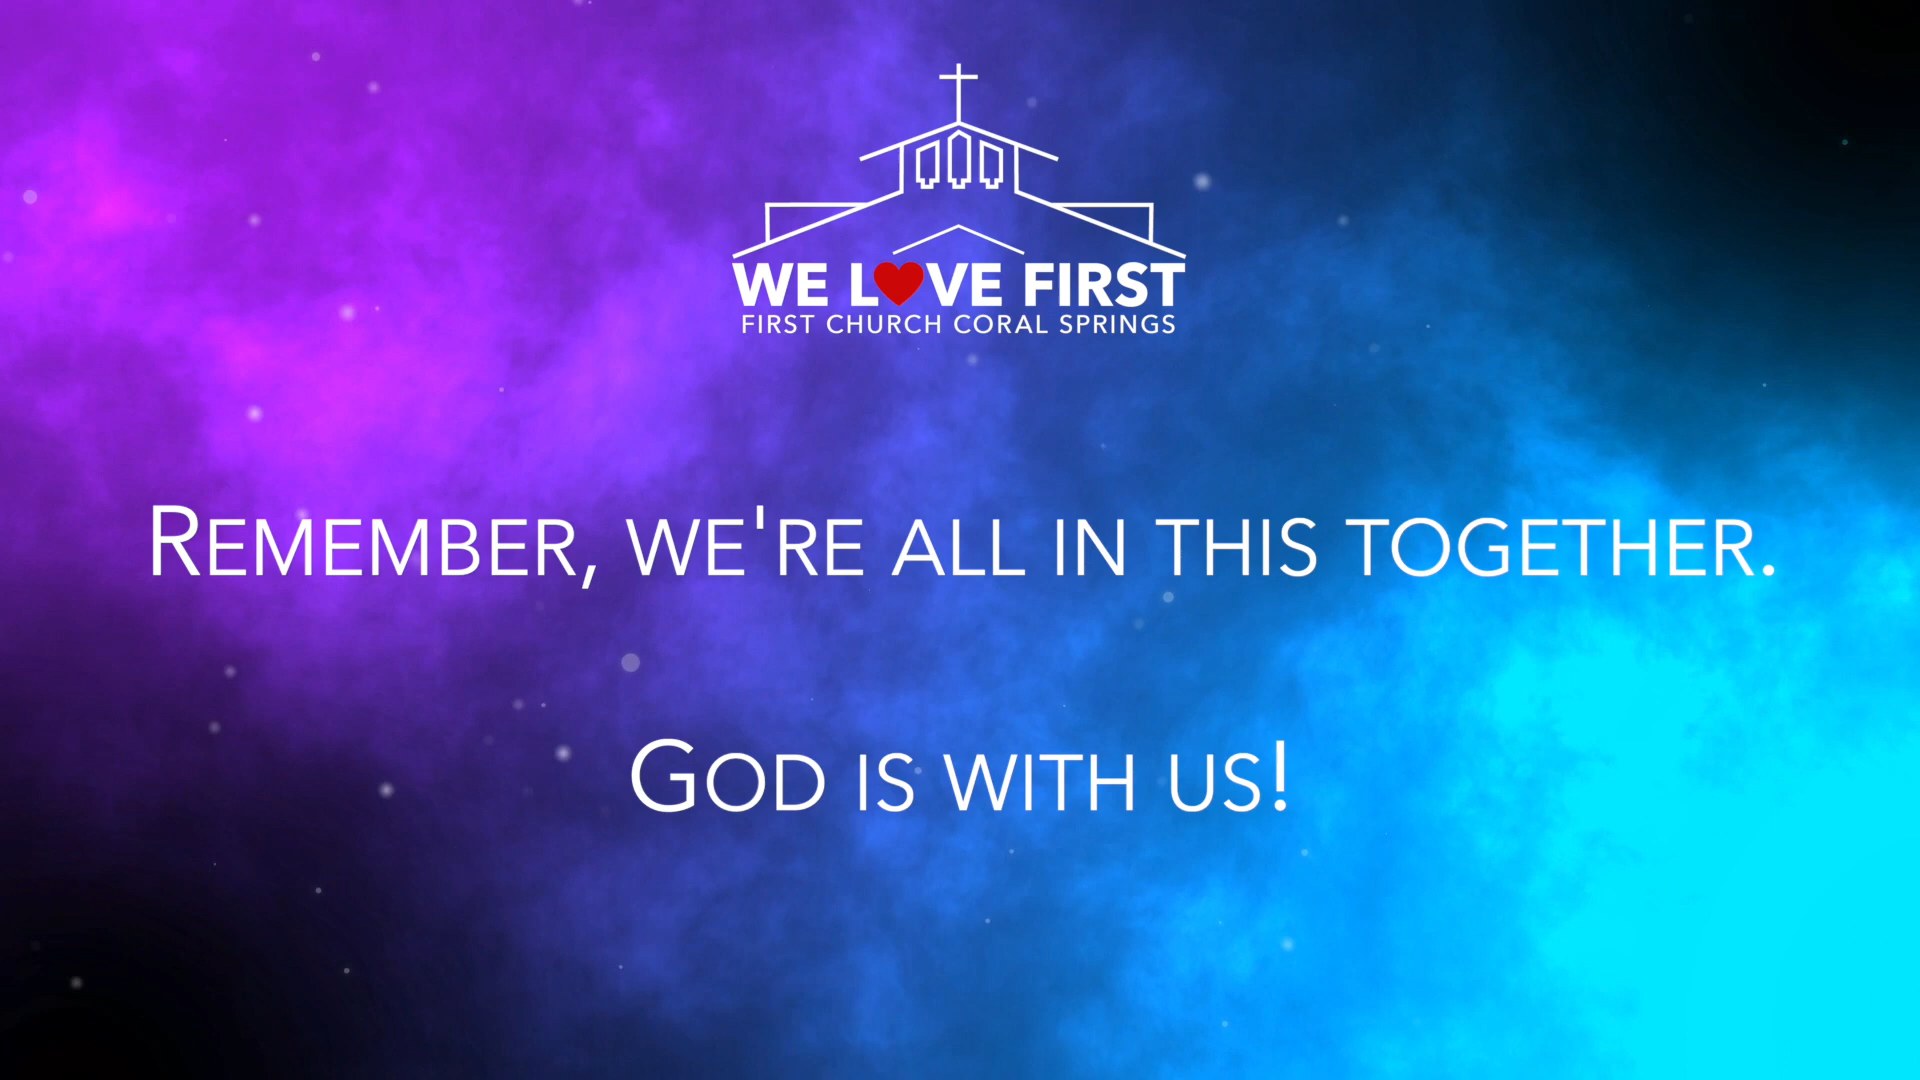 WE LOVE FIRST
FIRST CHURCH CORAL SPRINGS
REMEMBER, WE'RE ALL IN THIS TOGETHER.
GOD IS WITH US!